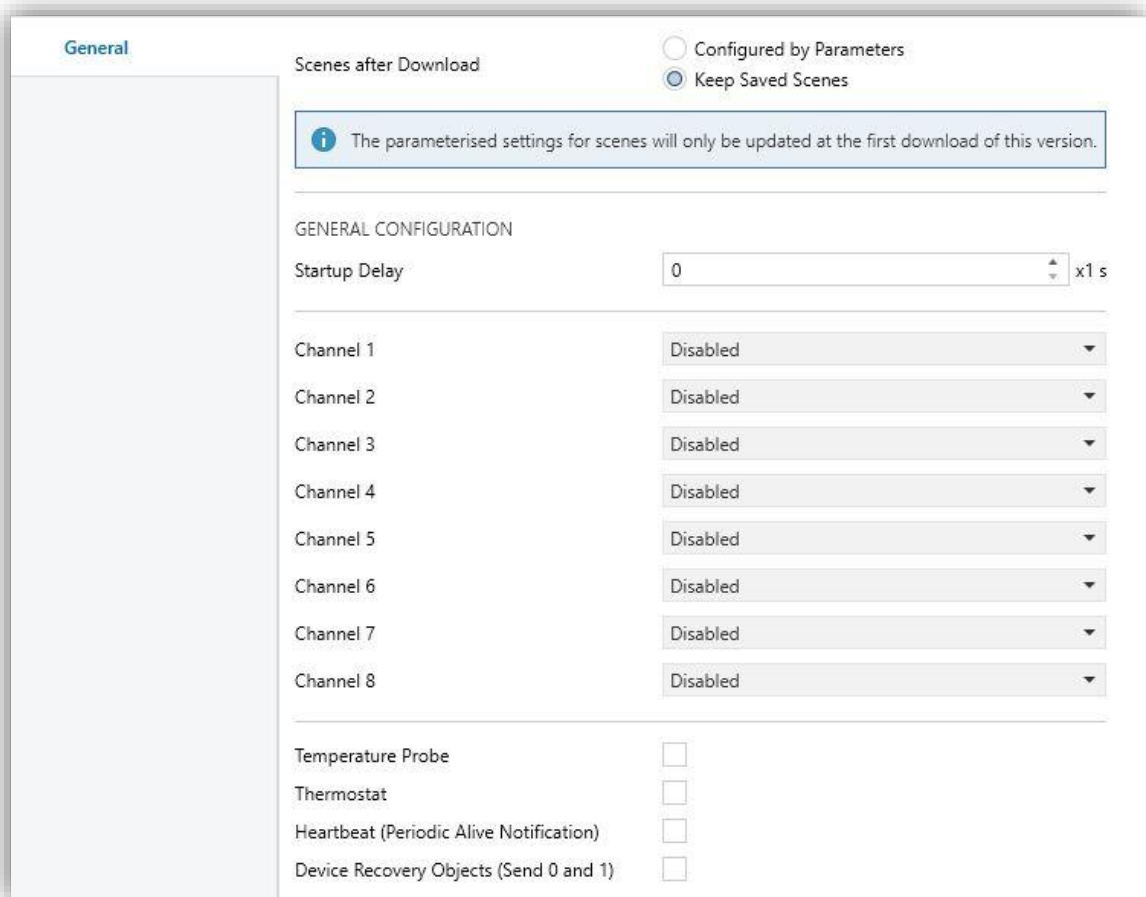 General
Scenes after Download
Configured by Parameters
Keep Saved Scenes
The parameterised settings for scenes will only be updated at the first download of this version.
GENERAL CONFIGURATION
Startup Delay 0 x1 s
Channel 1 Disabled
Channel 2 Disabled
Channel 3 Disabled
Channel 4 Disabled
Channel 5 Disabled
Channel 6 Disabled
Channel 7 Disabled
Channel 8 Disabled
Temperature Probe
Thermostat
Heartbeat (Periodic Alive Notification)
Device Recovery Objects (Send 0 and 1)